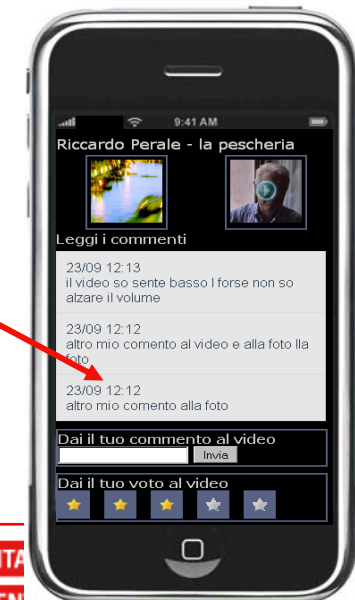 9:41 AM
Riccardo Perale - la pescheria
Leggi i commenti
23/09 12:13
il video so sente basso l forse non so
alzare il volume
23/09 12:12
altro mio comento al video e alla foto lla
foto
23/09 12:12
altro mio comento alla foto
Dai il tuo commento al video
Invia
Dai il tuo voto al video